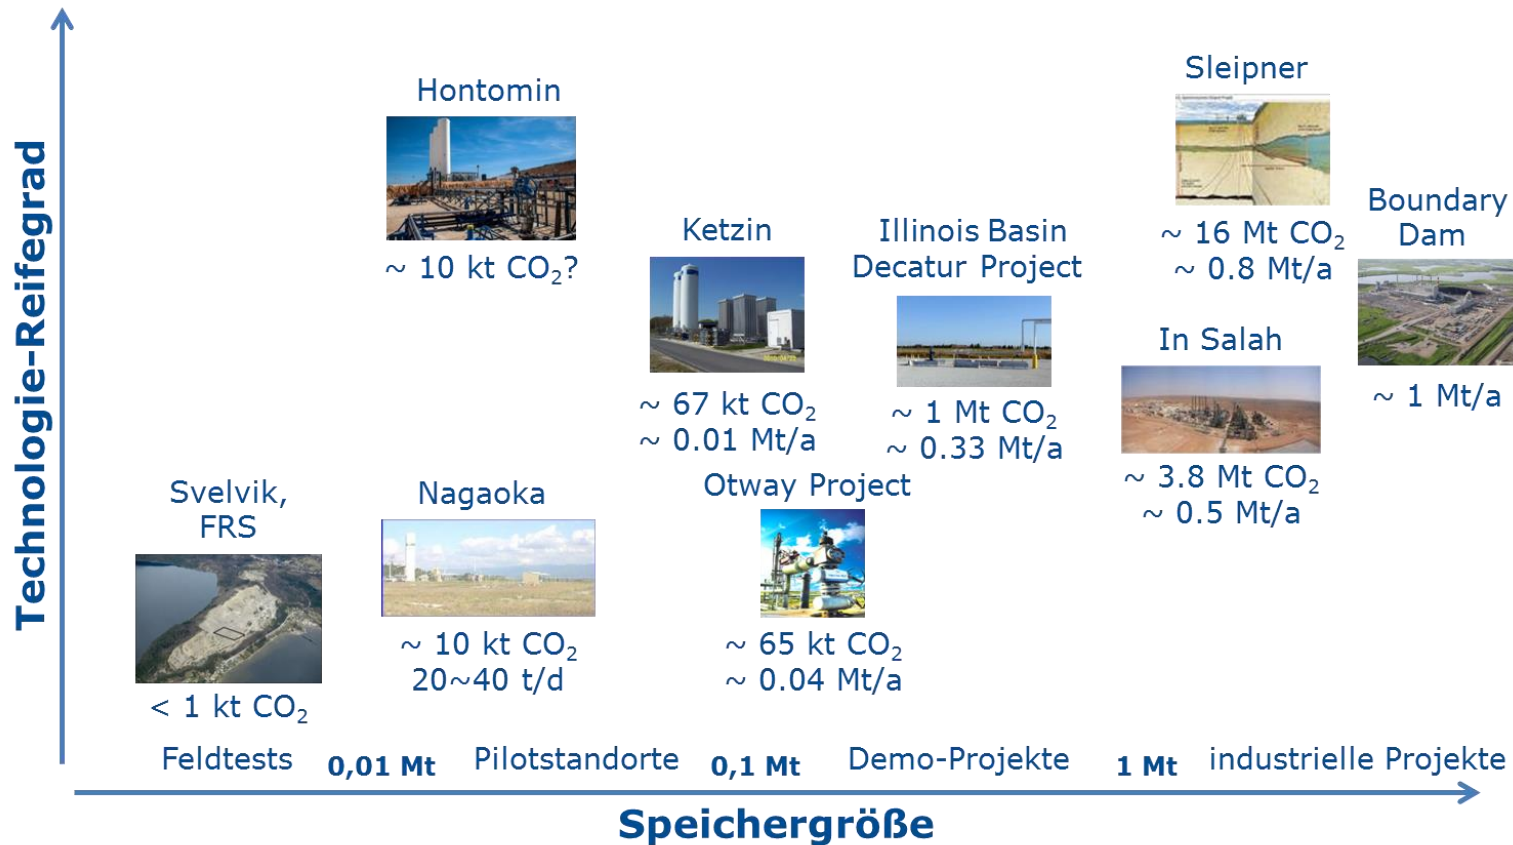 Technologie-Reifegrad
Hontomin
~ 10 kt CO₂?
Sleipner
~ 16 Mt CO₂
~ 0.8 Mt/a
Boundary
Dam
~ 1 Mt/a
Ketzin
~ 67 kt CO₂
~ 0.01 Mt/a
Illinois Basin
Decatur Project
~ 1 Mt CO₂
~ 0.33 Mt/a
In Salah
~ 3.8 Mt CO₂
~ 0.5 Mt/a
Svelvik,
FRS
< 1 kt CO₂
Nagaoka
~ 10 kt CO₂
20~40 t/d
Otway Project
~ 65 kt CO₂
~ 0.04 Mt/a
Feldtests 0,01 Mt Pilotstandorte 0,1 Mt Demo-Projekte 1 Mt industrielle Projekte
Speichergröße